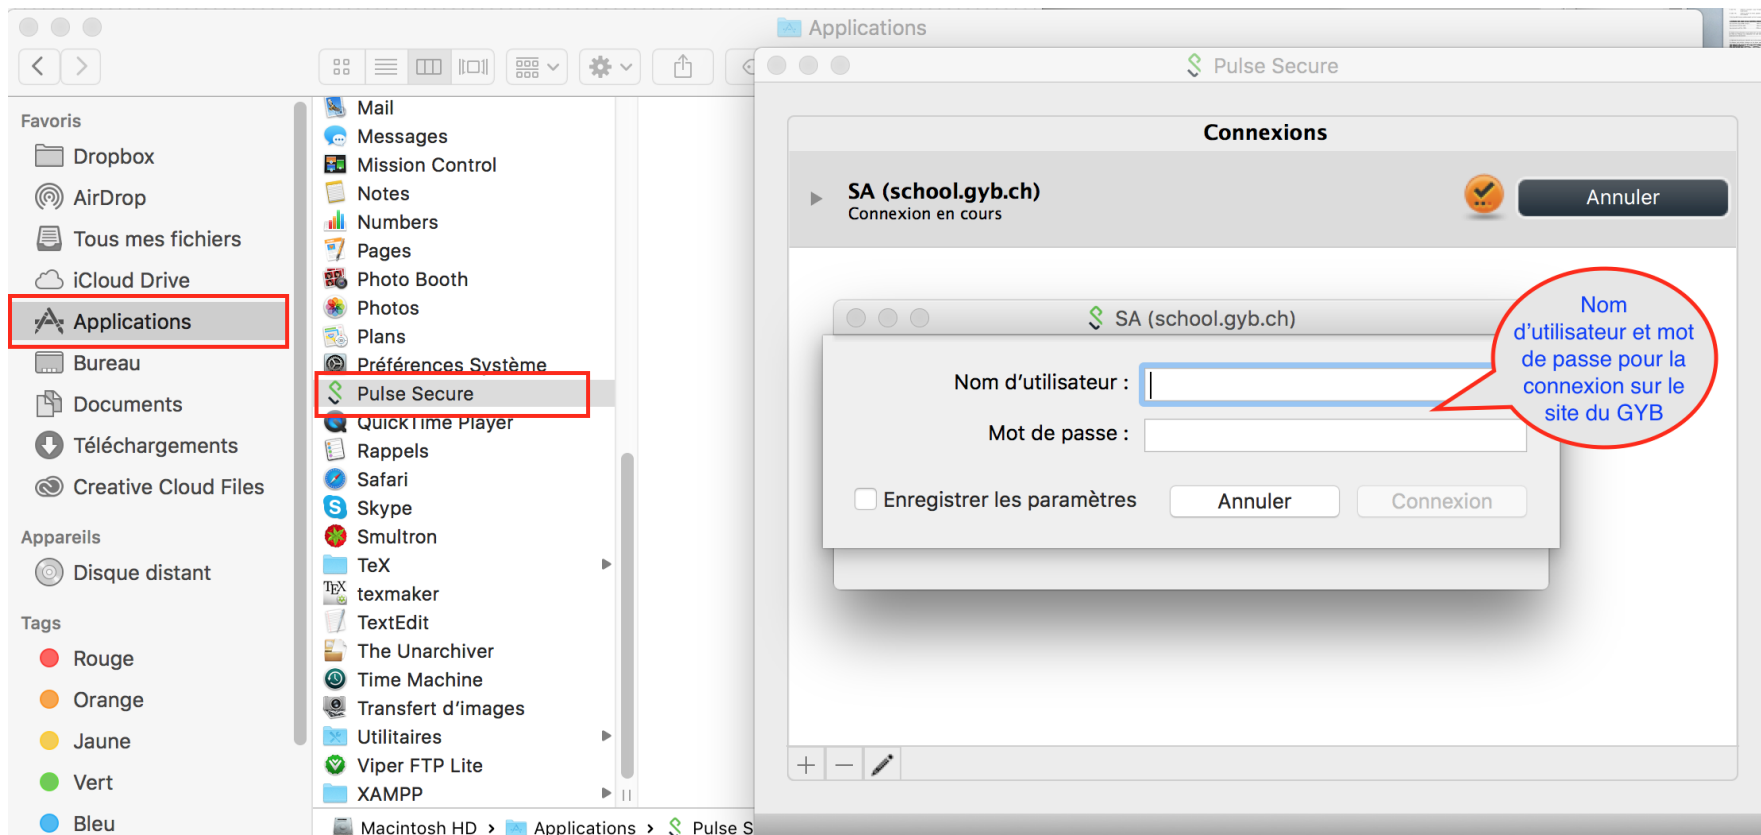 Applications
Favoris
Dropbox
AirDrop
Tous mes fichiers
iCloud Drive
Applications
Bureau
Documents
Téléchargements
Creative Cloud Files
Appareils
Disque distant
Tags
Rouge
Orange
Jaune
Vert
Bleu
Mail
Messages
Mission Control
Notes
Numbers
Pages
Photo Booth
Photos
Plans
Préférences Système
Pulse Secure
QuickTime Player
Rappels
Safari
Skype
Smultron
TeX
texmaker
TextEdit
The Unarchiver
Time Machine
Transfert d’images
Utilitaires
Viper FTP Lite
XAMPP
Macintosh HD › Applications › Pulse S
Pulse Secure
Connexions
SA (school.gyb.ch)
Connexion en cours
Annuler
SA (school.gyb.ch)
Nom d’utilisateur :
Mot de passe :
Enregistrer les paramètres
Annuler
Connexion
Nom
d’utilisateur et mot
de passe pour la
connexion sur le
site du GYB